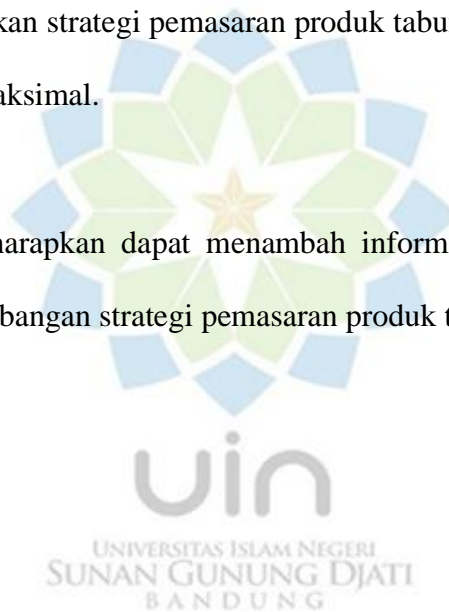 kan strategi pemasaran produk tabu
aksimal.
harapkan dapat menambah inform
bangan strategi pemasaran produk t
uin
UNIVERSITAS ISLAM NEGERI
SUNAN GUNUNG DJATI
BANDUNG